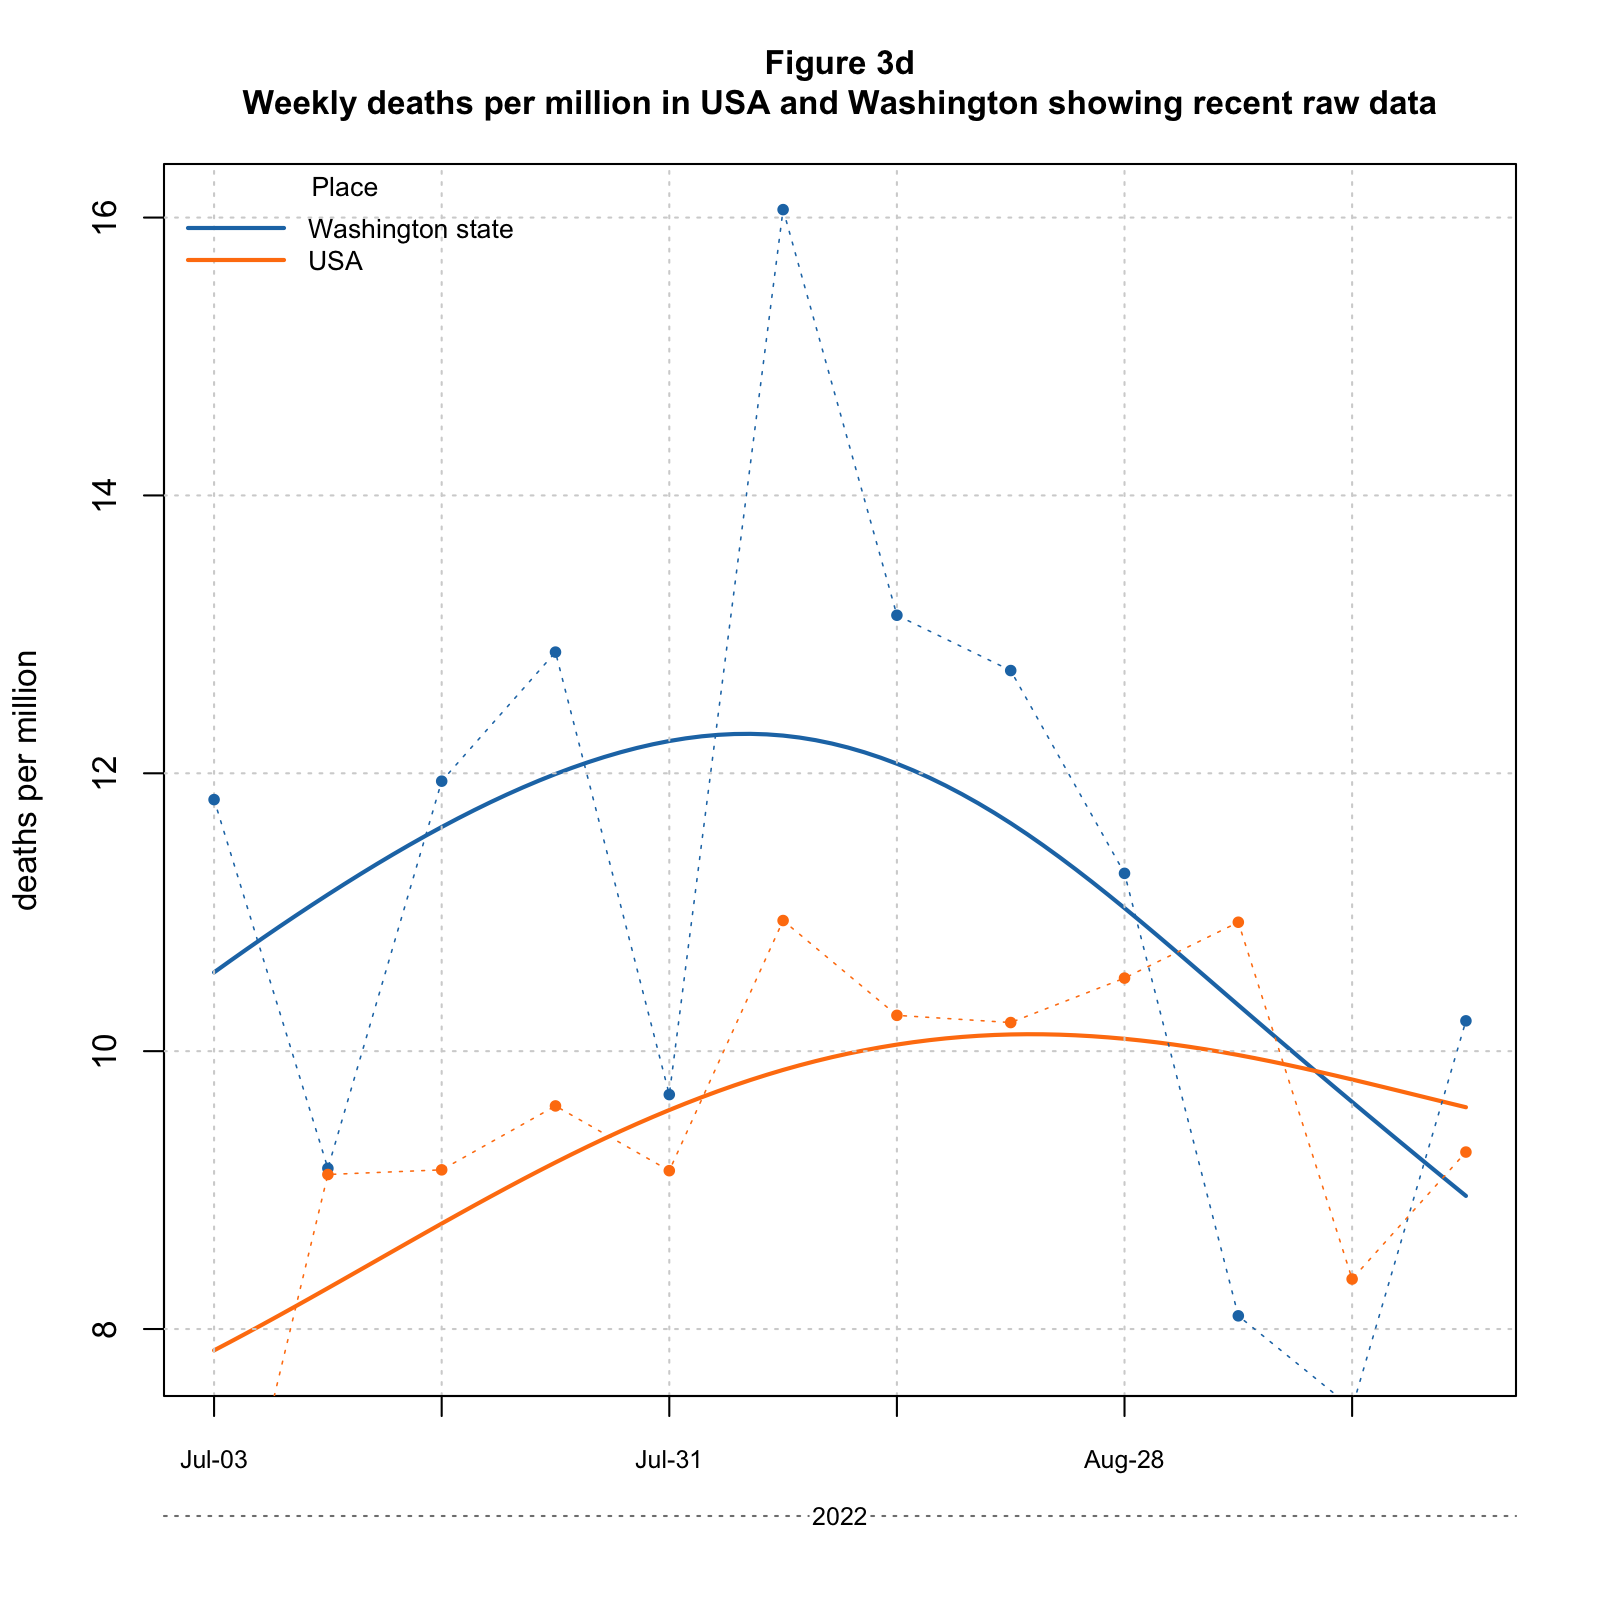 Figure 3d
Weekly deaths per million in USA and Washington showing recent raw data
Place
Washington state
USA
deaths per million
16
14
12
10
8
Jul-03
Jul-31
Aug-28
2022